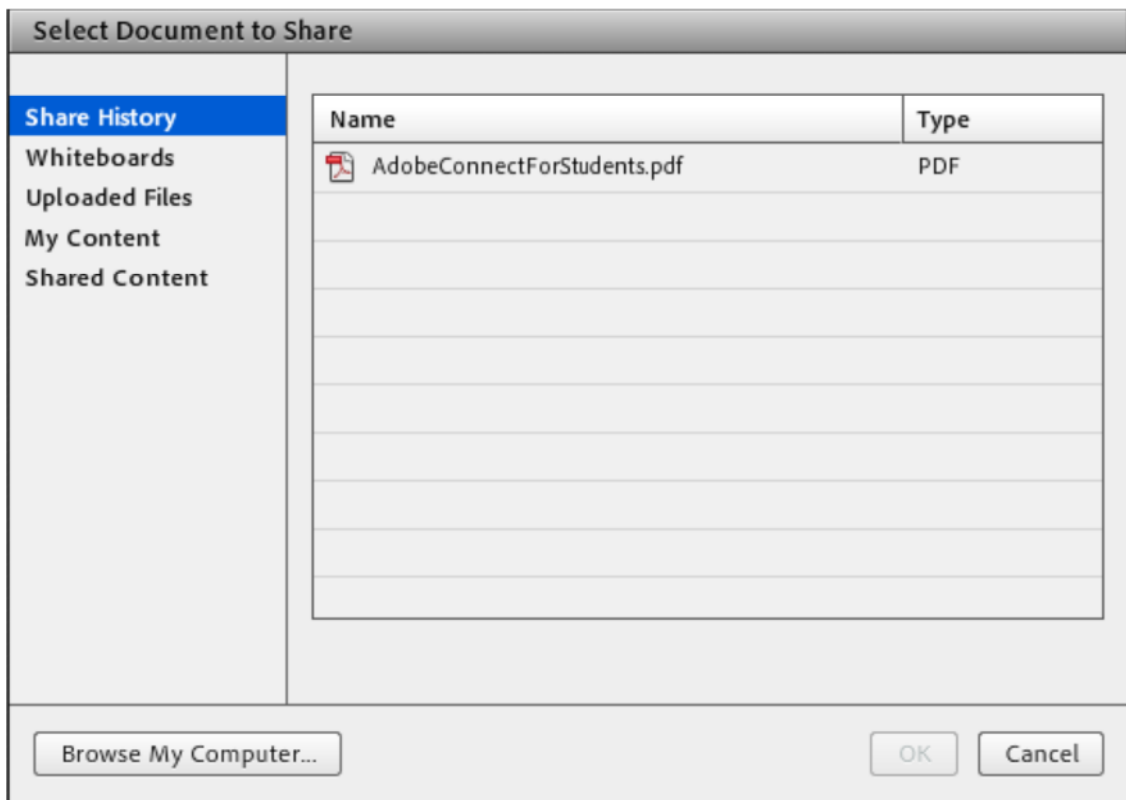 Select Document to Share
Share History
Whiteboards
Uploaded Files
My Content
Shared Content
Name Type
AdobeConnectForStudents.pdf PDF
Browse My Computer... OK Cancel